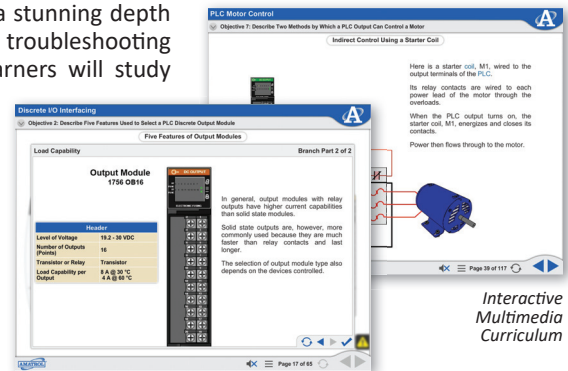 a stunning depth
troubleshooting
arners will study
PLC Motor Control
Objective 7: Describe Two Methods by Which a PLC Output Can Control a Motor
Indirect Control Using a Starter Coil
Here is a starter coil, M1, wired to the
output terminals of the PLC.
Its relay contacts are wired to each
power lead of the motor through the
overloads.
When the PLC output turns on, the
starter coil, M1, energizes and closes its
contacts.
Power then flows through to the motor.
Page 39 of 117
Discrete I/O Interfacing
Objective 2: Describe Five Features Used to Select a PLC Discrete Output Module
Five Features of Output Modules
Load Capability
Branch Part 2 of 2
Output Module
1756 OB16
Header
Level of Voltage 19.2 - 30 VDC
Number of Outputs
(Points) 16
Transistor or Relay Transistor
Load Capability per
Output
8 A @ 30 °C
4 A @ 60 °C
In general, output modules with relay
outputs have higher current capabilities
than solid state modules.
Solid state outputs are, however, more
commonly used because they are much
faster than relay contacts and last
longer.
The selection of output module type also
depends on the devices controlled.
AMATROL
Page 17 of 65
Interactive
Multimedia
Curriculum